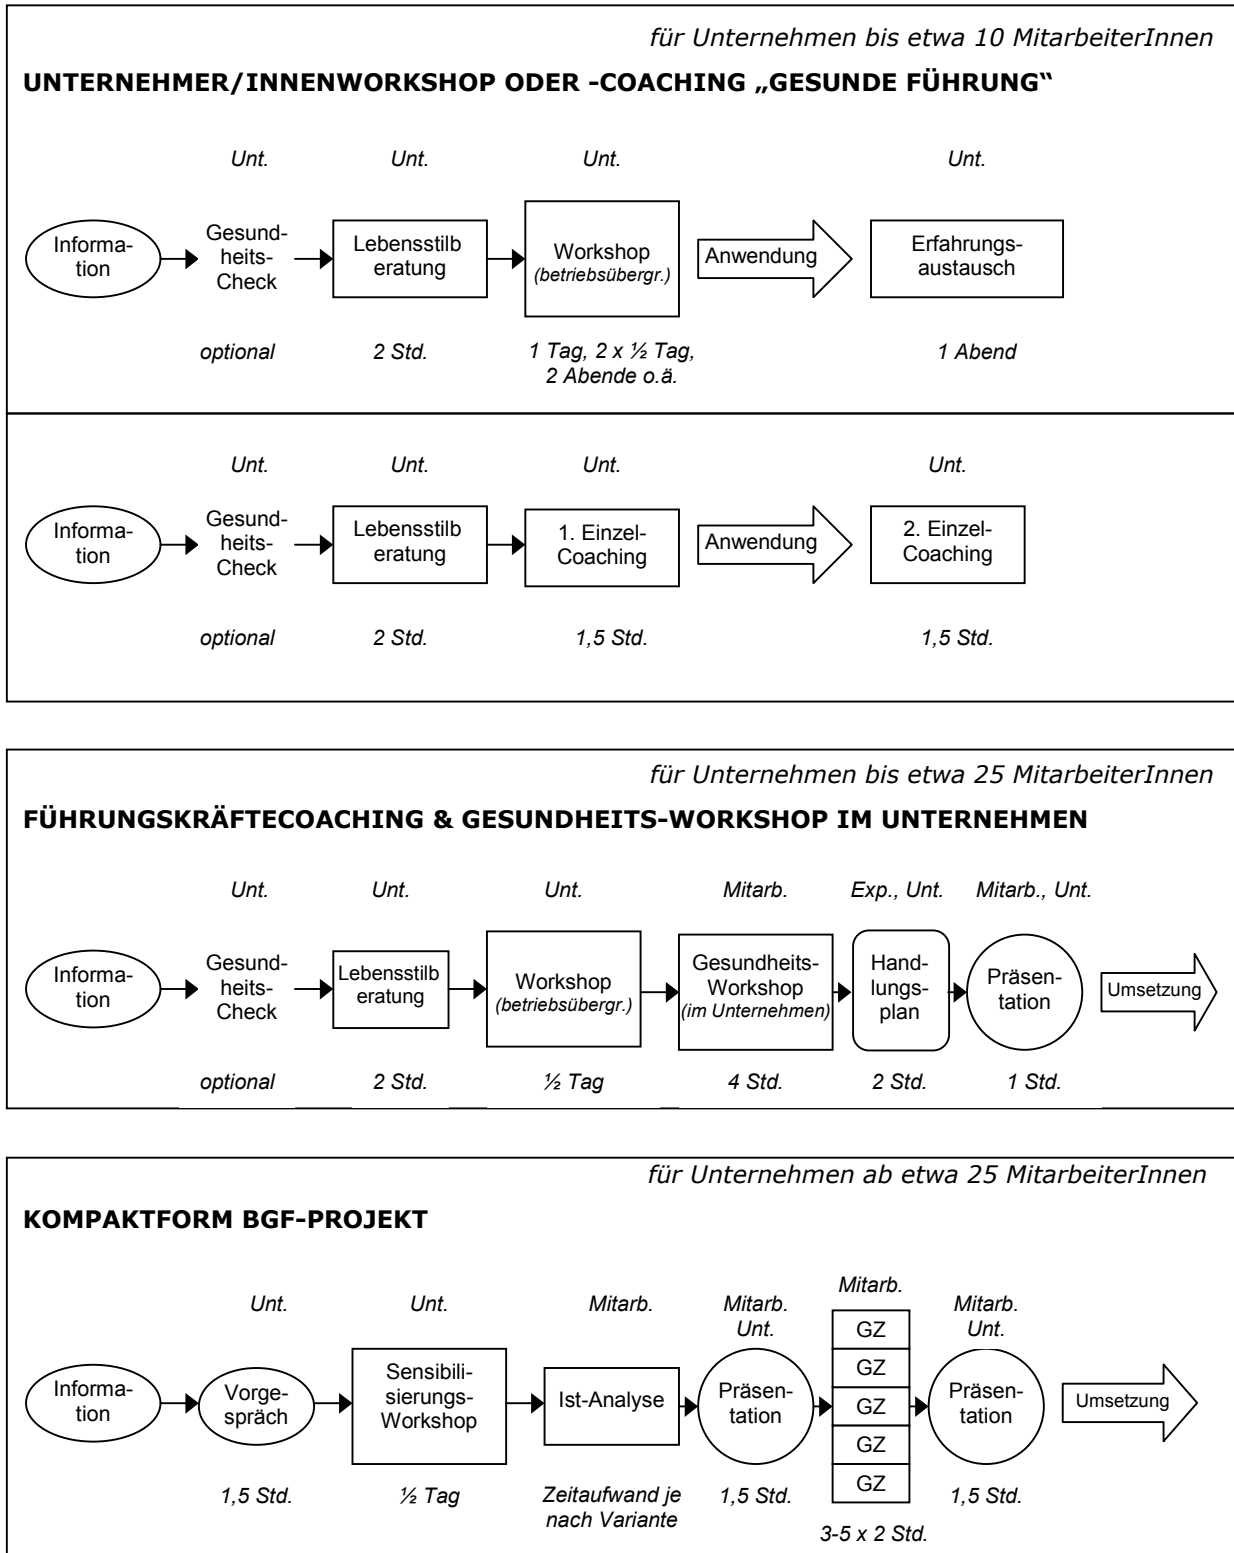 für Unternehmen bis etwa 10 MitarbeiterInnen
UNTERNEHMER/INNENWORKSHOP ODER -COACHING „GESUNDE FÜHRUNG“
Unt.
Unt.
Unt.
Unt.
Informa-
tion
Gesund-
heits-
Check
Lebensstilb
eratung
Workshop
(betriebsübergr.)
Anwendung
Erfahrungs-
austausch
optional
2 Std.
1 Tag, 2 x ½ Tag,
2 Abende o.ä.
1 Abend
Unt.
Unt.
Unt.
Unt.
Informa-
tion
Gesund-
heits-
Check
Lebensstilb
eratung
1. Einzel-
Coaching
Anwendung
2. Einzel-
Coaching
optional
2 Std.
1,5 Std.
1,5 Std.
für Unternehmen bis etwa 25 MitarbeiterInnen
FÜHRUNGSKRÄFTECOACHING & GESUNDHEITS-WORKSHOP IM UNTERNEHMEN
Unt.
Unt.
Unt.
Mitarb.
Exp., Unt.
Mitarb., Unt.
Informa-
tion
Gesund-
heits-
Check
Lebensstilb
eratung
Workshop
(betriebsübergr.)
Gesundheits-
Workshop
(im Unternehmen)
Hand-
lungs-
plan
Präsen-
tation
Umsetzung
optional
2 Std.
½ Tag
4 Std.
2 Std.
1 Std.
für Unternehmen ab etwa 25 MitarbeiterInnen
KOMPAKTFORM BGF-PROJEKT
Unt.
Unt.
Mitarb.
Mitarb.
Unt.
Mitarb.
Mitarb.
Unt.
Informa-
tion
Vorge-
spräch
Sensibili-
sierungs-
Workshop
Ist-Analyse
Präsen-
tation
GZ
GZ
GZ
GZ
GZ
Präsen-
tation
Umsetzung
1,5 Std.
½ Tag
Zeitaufwand je
nach Variante
1,5 Std.
3-5 x 2 Std.
1,5 Std.